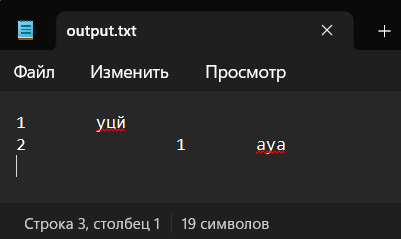 output.txt
Файл Изменить Просмотр
1 уцй
2 1 ауа
Строка 3, столбец 1 19 символов